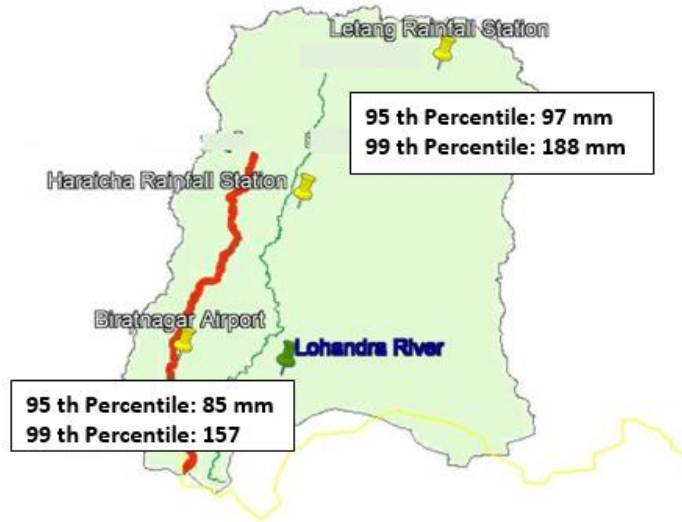 Letang Rainfall Station
95 th Percentile: 97 mm
99 th Percentile: 188 mm
Haraicha Rainfall Station
Biratnagar Airport
Lohandra River
95 th Percentile: 85 mm
99 th Percentile: 157